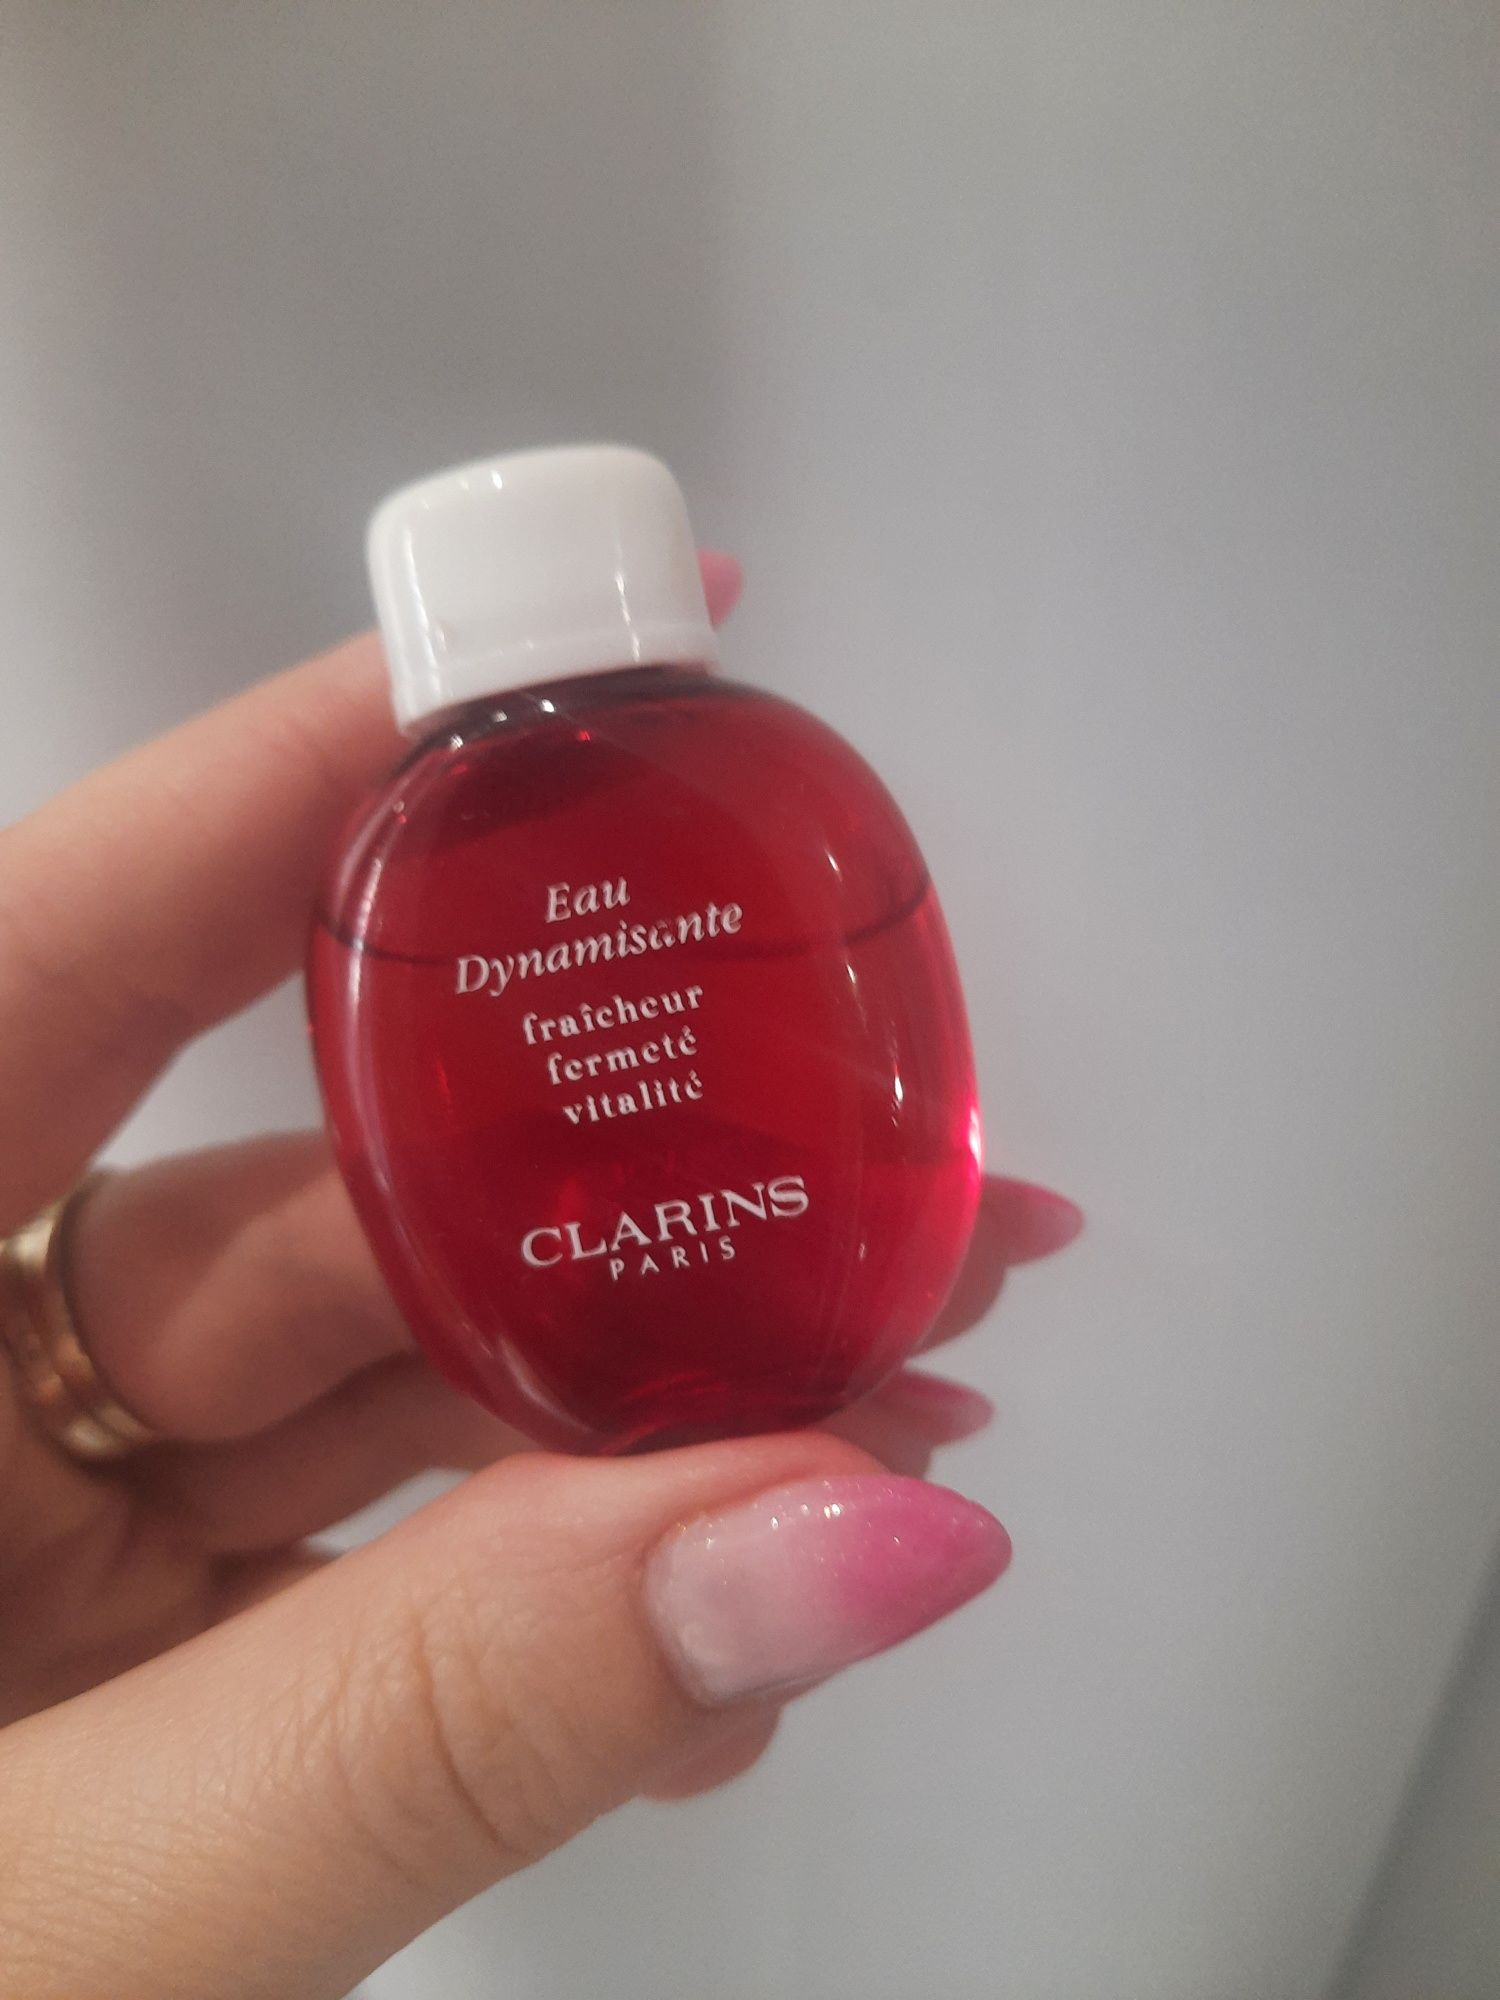 Eau
Dynamisante
fraîcheur
fermeté
vitalité
CLARINS
PARIS